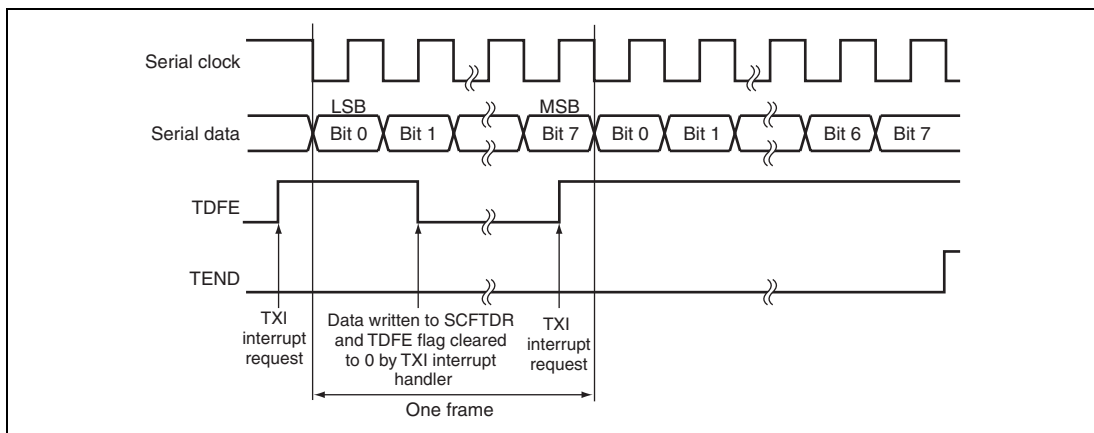 Serial clock
LSB
MSB
Serial data
Bit 0
Bit 1
Bit 7
Bit 0
Bit 1
Bit 6
Bit 7
TDFE
TEND
TXI
interrupt
request
Data written to SCFTDR
and TDFE flag cleared
to 0 by TXI interrupt
handler
TXI
interrupt
request
One frame